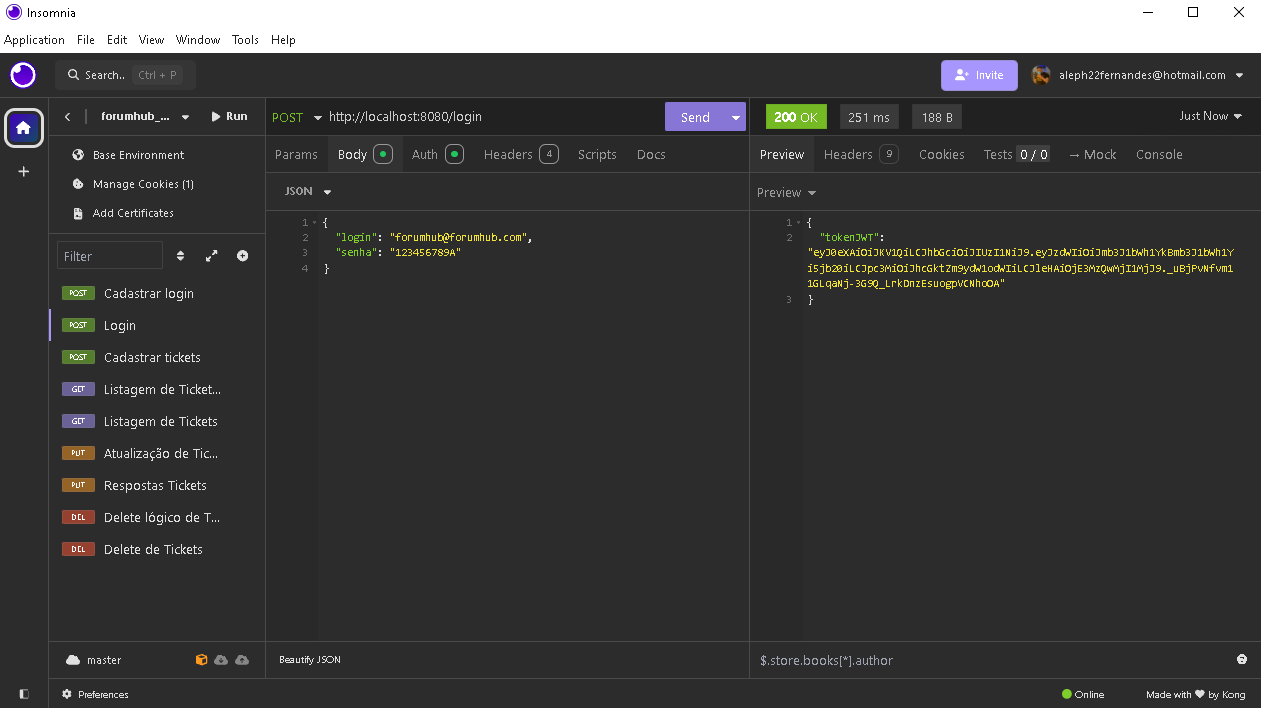 Insomnia
Application File Edit View Window Tools Help
Search.. Ctrl + P
Invite
aleph22fernandes@hotmail.com
forumhub_...
Run
POST http://localhost:8080/login
Send
200 OK
251 ms
188 B
Just Now
Base Environment
Manage Cookies (1)
Add Certificates
Params Body Auth Headers 4 Scripts Docs
Preview Headers 9 Cookies Tests 0 / 0 → Mock Console
JSON
Preview
Filter
1 {
2 "login": "forumhub@forumhub.com",
3 "senha": "123456789A"
4 }
1 {
2 "tokenJWT":
"eyJ0eXAiOiJKV1QiLCJhbGciOiJIUzI1NiJ9.eyJzdWIiOiJmb3J1bWh1YkBmb3J1bWh1Y
i5jb20iLCJpc3MiOiJhcGktZm9ydW1odWIiLCJleHAiOjE3MzQwMjI1MjJ9._uBjPvNfvm1
1GLqaNj-3G9Q_LrkDnzEsuogpVCNhoOA"
3 }
POST Cadastrar login
POST Login
POST Cadastrar tickets
GET Listagem de Ticket...
GET Listagem de Tickets
PUT Atualização de Tic...
PUT Respostas Tickets
DEL Delete lógico de T...
DEL Delete de Tickets
master
Beautify JSON
$.store.books[*].author
Preferences
Online
Made with ♥ by Kong